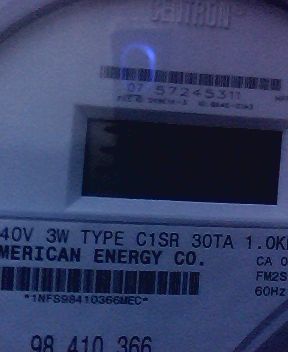 CENTRON®
07 57245311
40V 3W TYPE C1SR 30TA 1.0K
MERICAN ENERGY CO.
CA 0
FM2S
*1NFS98410366MEC*
60Hz
98 410 366